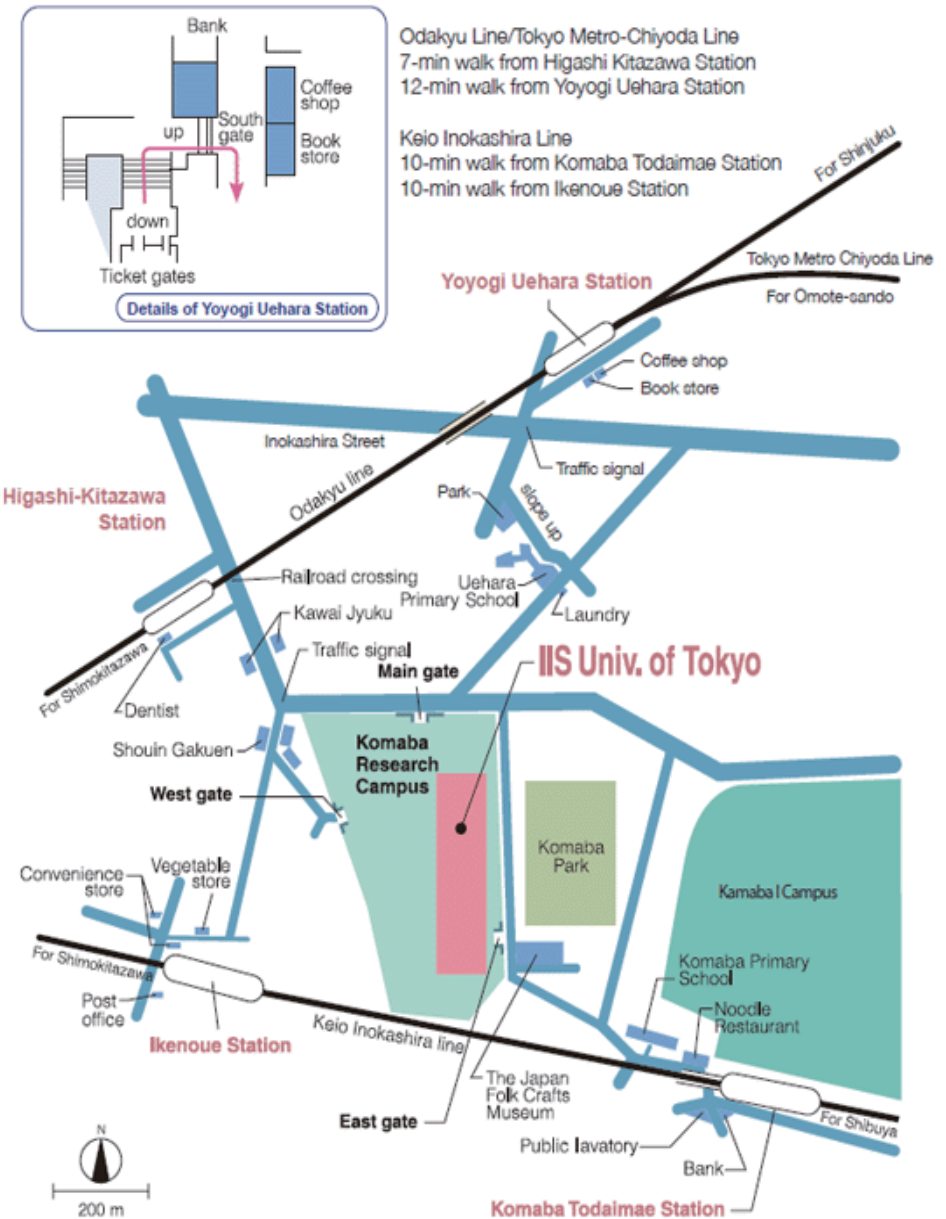 Bank
Coffee
shop
up
South
gate
Book
store
down
Ticket gates
Details of Yoyogi Uehara Station
Odakyu Line/Tokyo Metro-Chiyoda Line
7-min walk from Higashi Kitazawa Station
12-min walk from Yoyogi Uehara Station
Keio Inokashira Line
10-min walk from Komaba Todaimae Station
10-min walk from Ikenoue Station
For Shinjuku
Tokyo Metro Chiyoda Line
For Omote-sando
Yoyogi Uehara Station
Coffee shop
Book store
Inokashira Street
Traffic signal
Odakyu line
Higashi-Kitazawa
Station
Park
slope up
Railroad crossing
Uehara
Primary School
Laundry
Kawai Jyuku
For Shimokitazawa
Dentist
Traffic signal
Main gate
IIS Univ. of Tokyo
Shouin Gakuen
Komaba
Research
Campus
West gate
Komaba
Park
Kamaba I Campus
Convenience
store
Vegetable
store
For Shimokitazawa
Post
office
Ikenoue Station
Keio Inokashira line
Komaba Primary
School
Noodle
Restaurant
The Japan
Folk Crafts
Museum
East gate
Public lavatory
Bank
For Shibuya
Komaba Todaimae Station
N
200 m